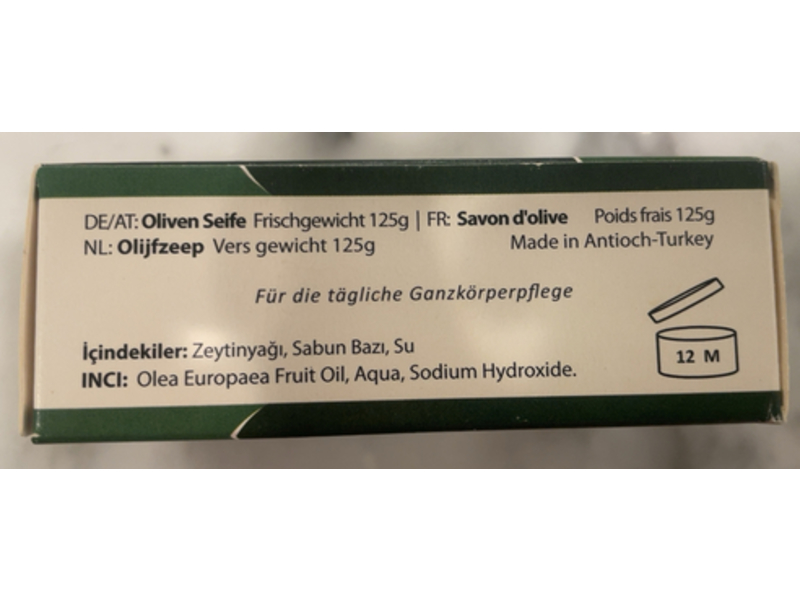 DE/AT: Oliven Seife Frischgewicht 125g | FR: Savon d'olive Poids frais 125g
NL: Olijfzeep Vers gewicht 125g Made in Antioch-Turkey
Für die tägliche Ganzkörperpflege
İçindekiler: Zeytinyağı, Sabun Bazı, Su
INCI: Olea Europaea Fruit Oil, Aqua, Sodium Hydroxide.
12 M